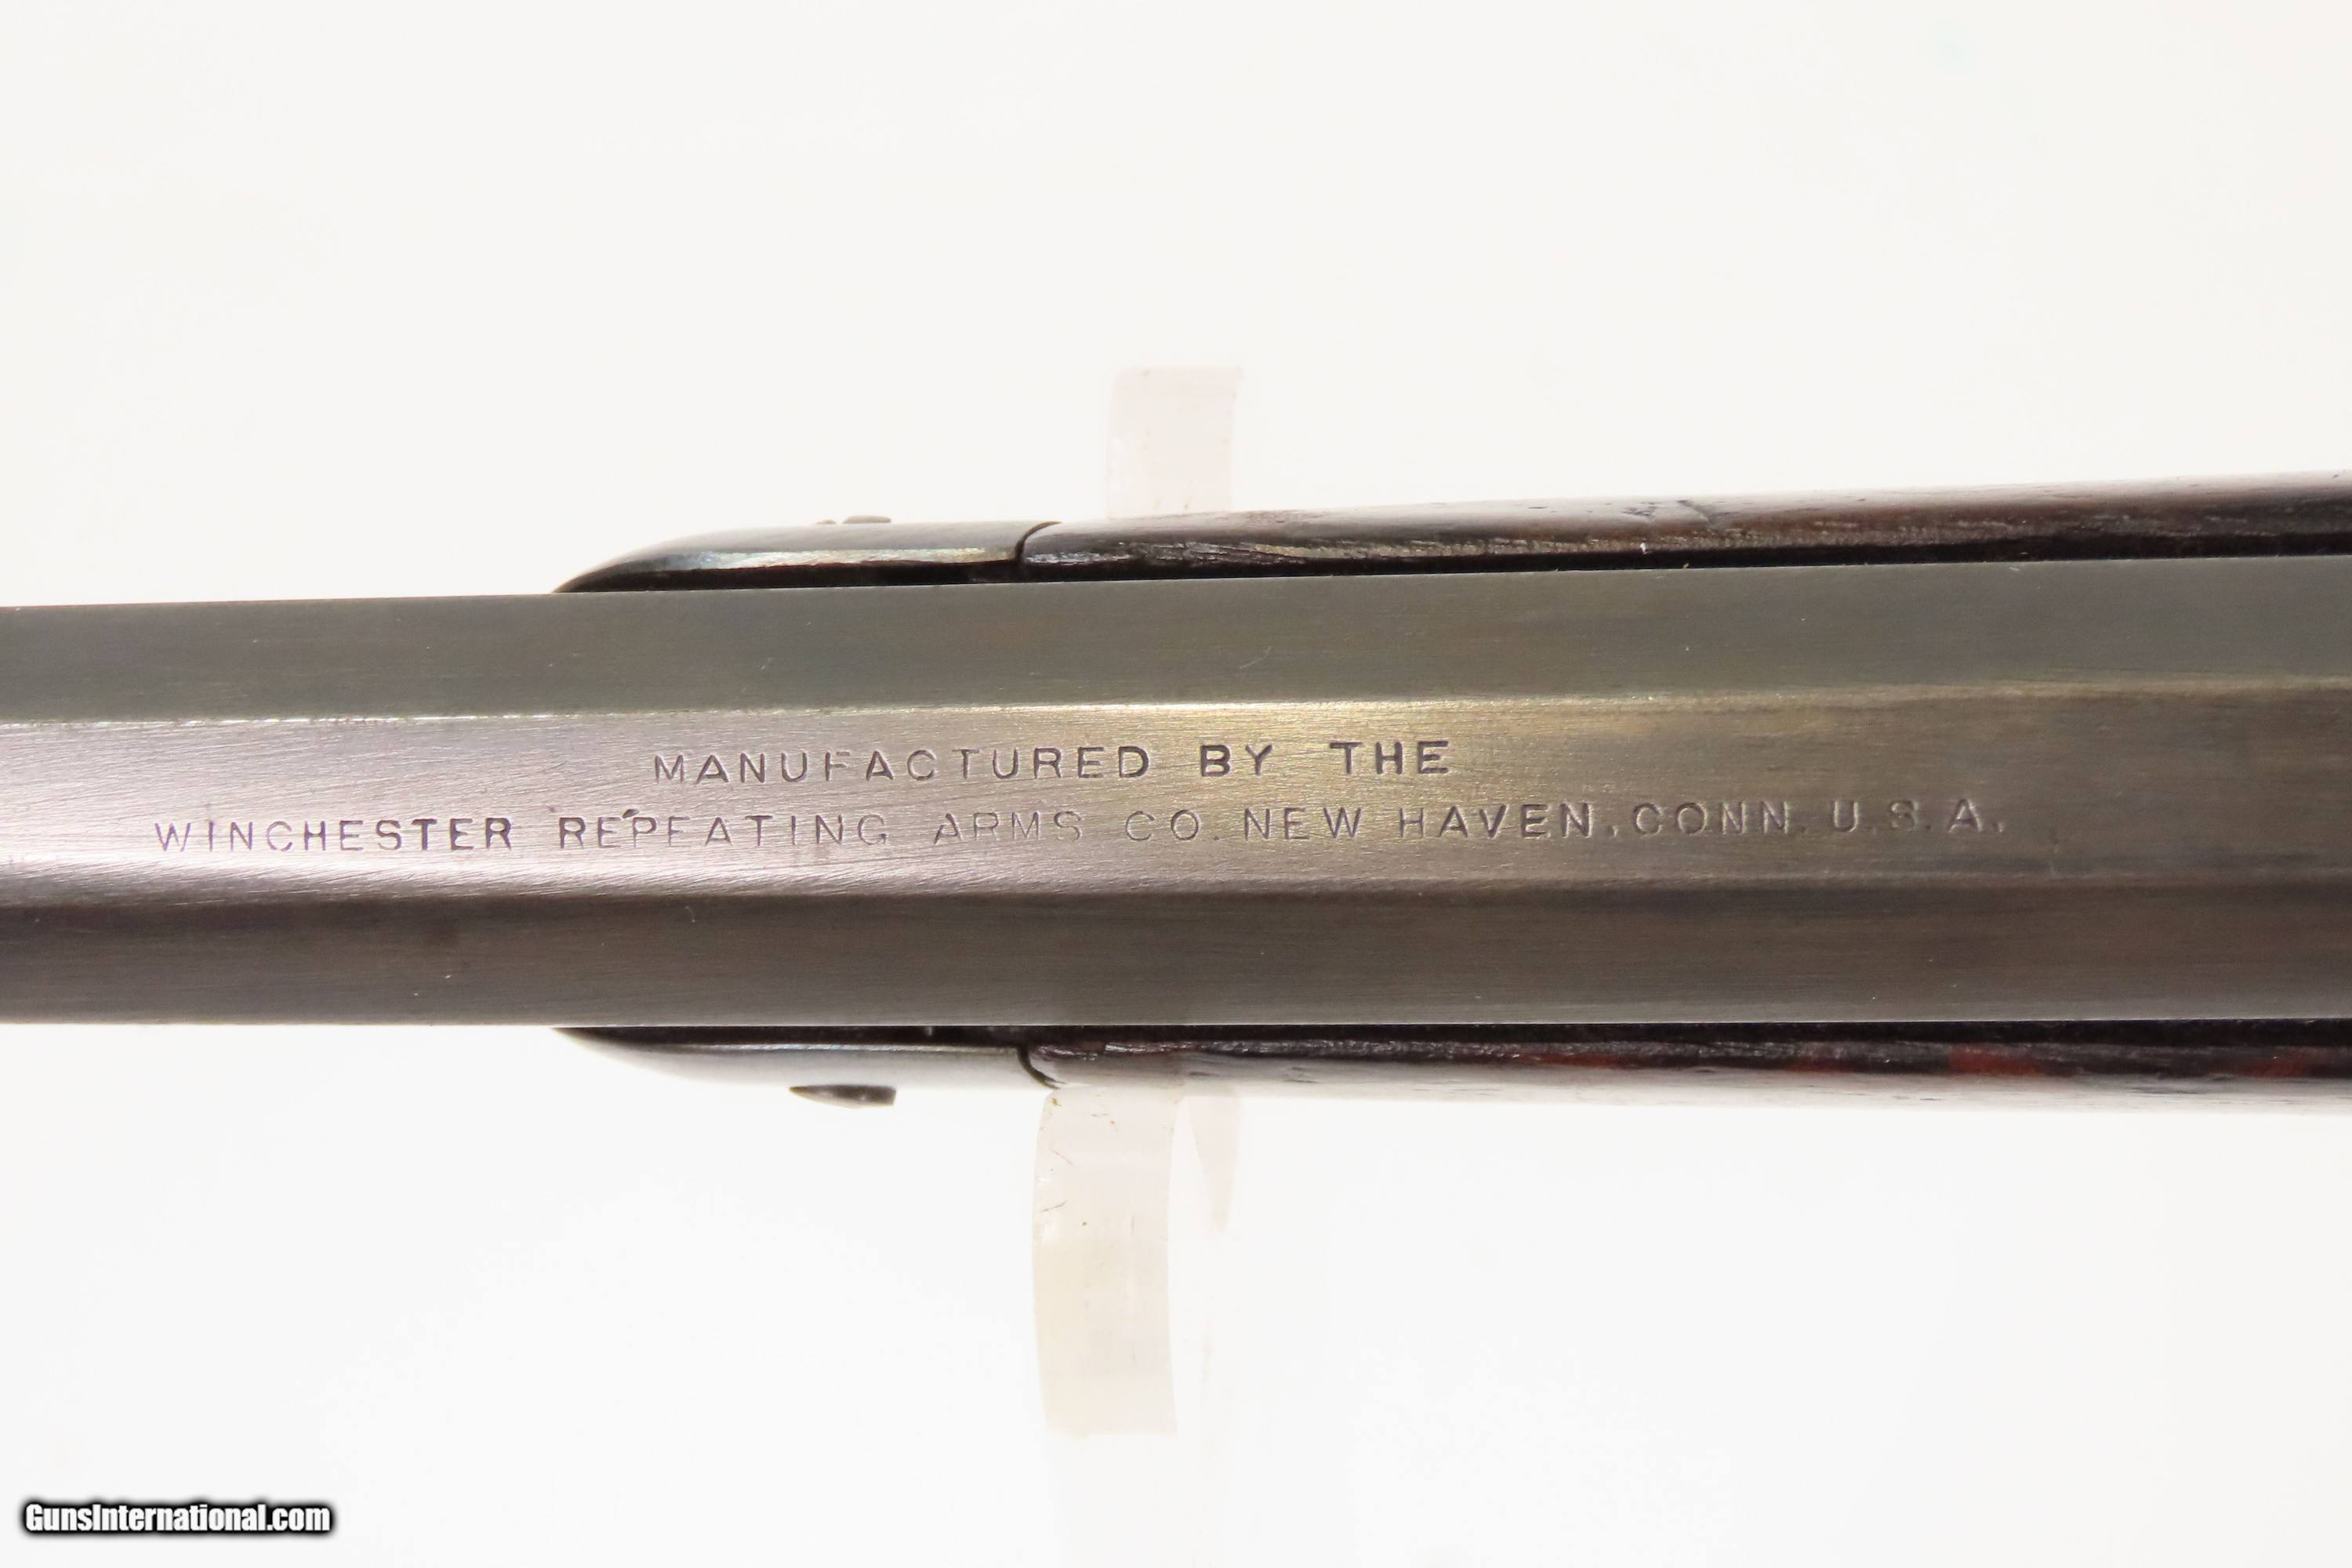 MANUFACTURED BY THE
WINCHESTER REPEATING ARMS CO. NEW HAVEN. CONN. U.S.A.
GunsInternational.com